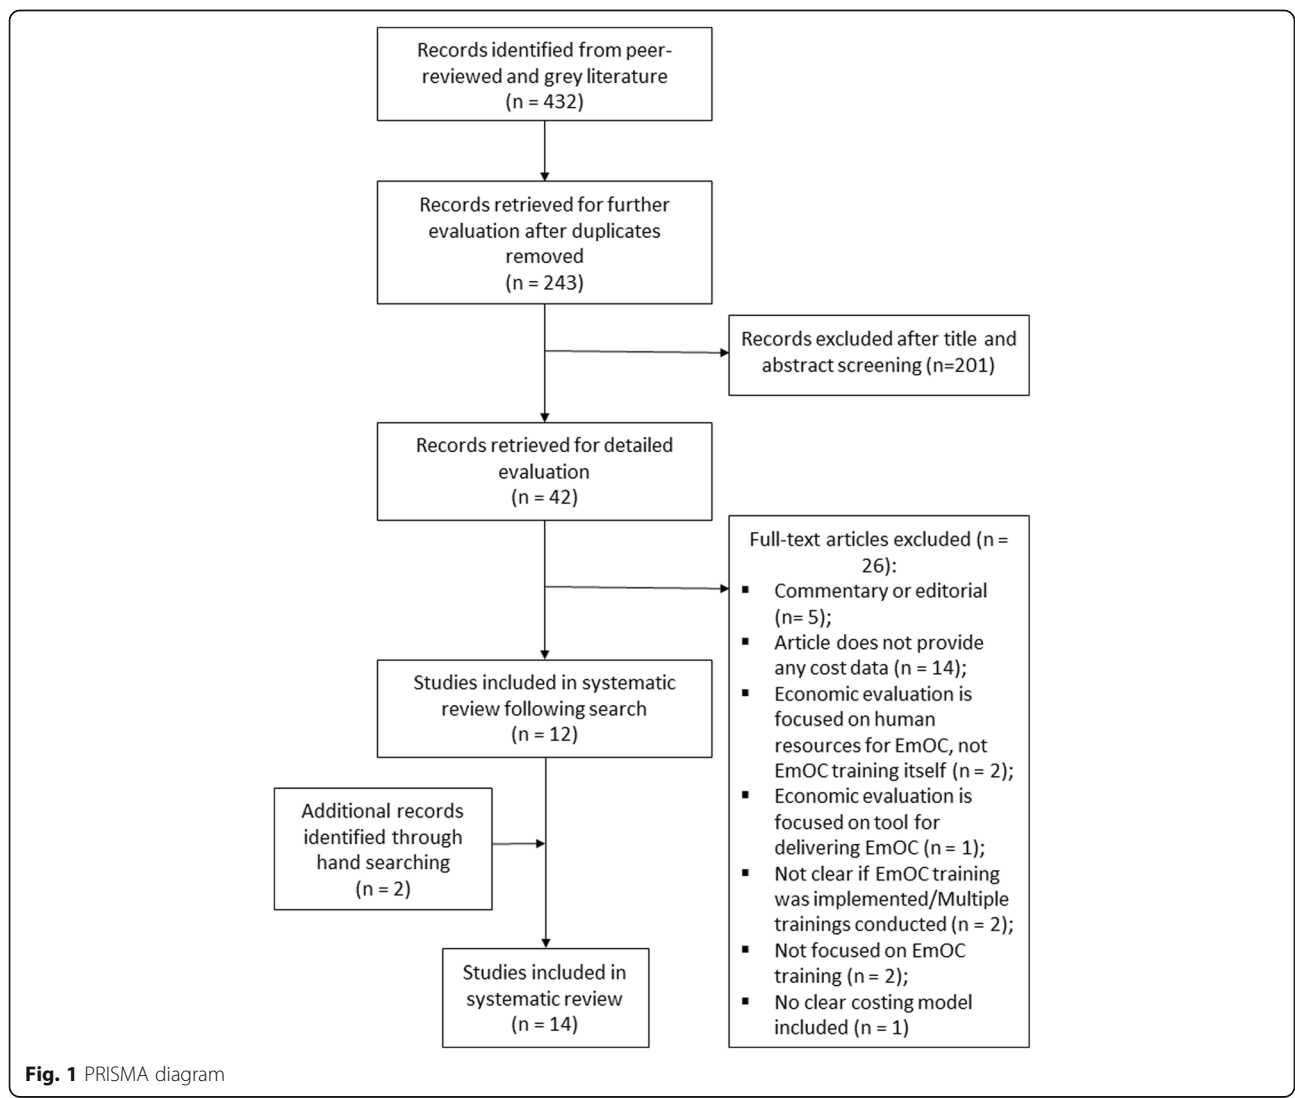 Records identified from peer-
reviewed and grey literature
(n = 432)
Records retrieved for further
evaluation after duplicates
removed
(n = 243)
Records excluded after title and
abstract screening (n=201)
Records retrieved for detailed
evaluation
(n = 42)
Full-text articles excluded (n =
26):
▪ Commentary or editorial
(n= 5);
▪ Article does not provide
any cost data (n = 14);
▪ Economic evaluation is
focused on human
resources for EmOC, not
EmOC training itself (n = 2);
▪ Economic evaluation is
focused on tool for
delivering EmOC (n = 1);
▪ Not clear if EmOC training
was implemented/Multiple
trainings conducted (n = 2);
▪ Not focused on EmOC
training (n = 2);
▪ No clear costing model
included (n = 1)
Studies included in systematic
review following search
(n = 12)
Additional records
identified through
hand searching
(n = 2)
Studies included in
systematic review
(n = 14)
Fig. 1 PRISMA diagram